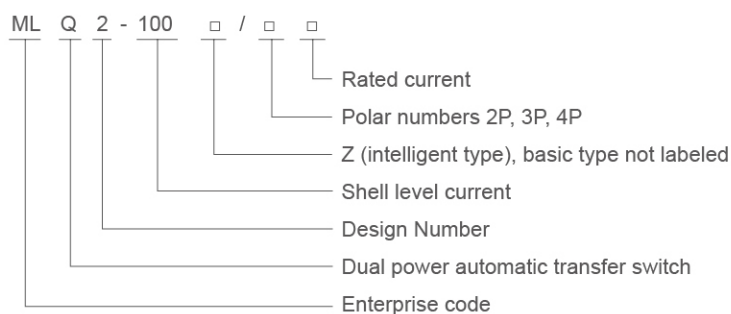 ML Q 2 - 100 □ / □ □
Rated current
Polar numbers 2P, 3P, 4P
Z (intelligent type), basic type not labeled
Shell level current
Design Number
Dual power automatic transfer switch
Enterprise code